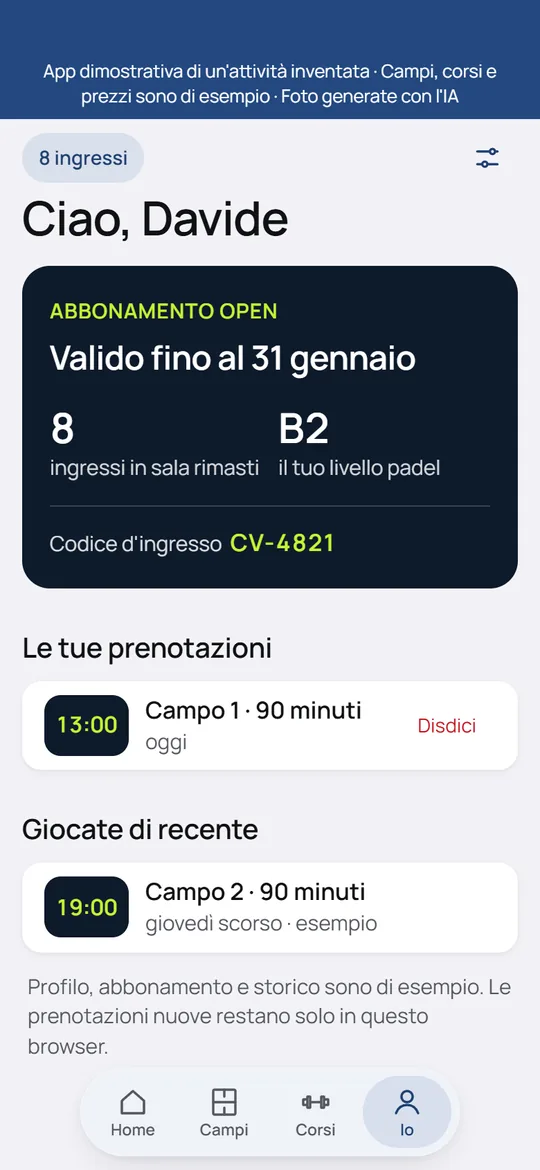 App dimostrativa di un'attività inventata · Campi, corsi e
prezzi sono di esempio · Foto generate con l'IA
8 ingressi
Ciao, Davide
ABBONAMENTO OPEN
Valido fino al 31 gennaio
8
ingressi in sala rimasti
B2
il tuo livello padel
Codice d'ingresso CV-4821
Le tue prenotazioni
13:00
Campo 1 · 90 minuti
oggi
Disdici
Giocate di recente
19:00
Campo 2 · 90 minuti
giovedì scorso · esempio
Profilo, abbonamento e storico sono di esempio. Le
prenotazioni nuove restano solo in questo
browser.
Home
Campi
Corsi
Io